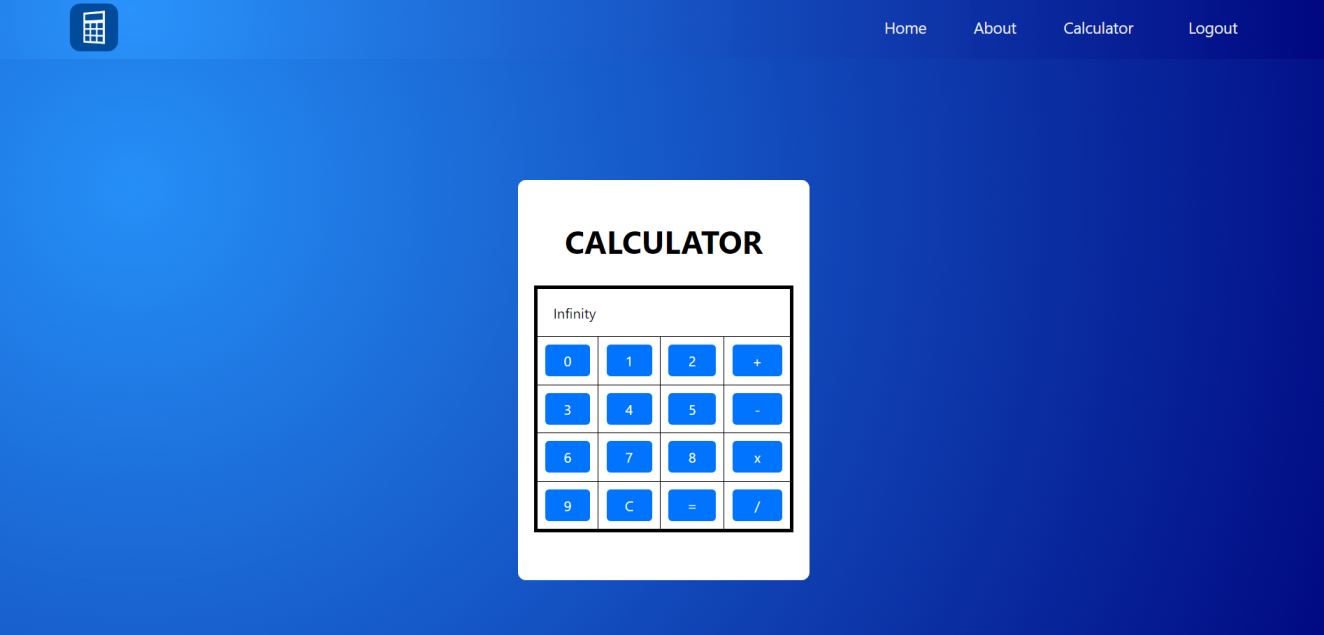 Home About Calculator Logout
CALCULATOR
Infinity
0 1 2 +
3 4 5 -
6 7 8 x
9 C = /